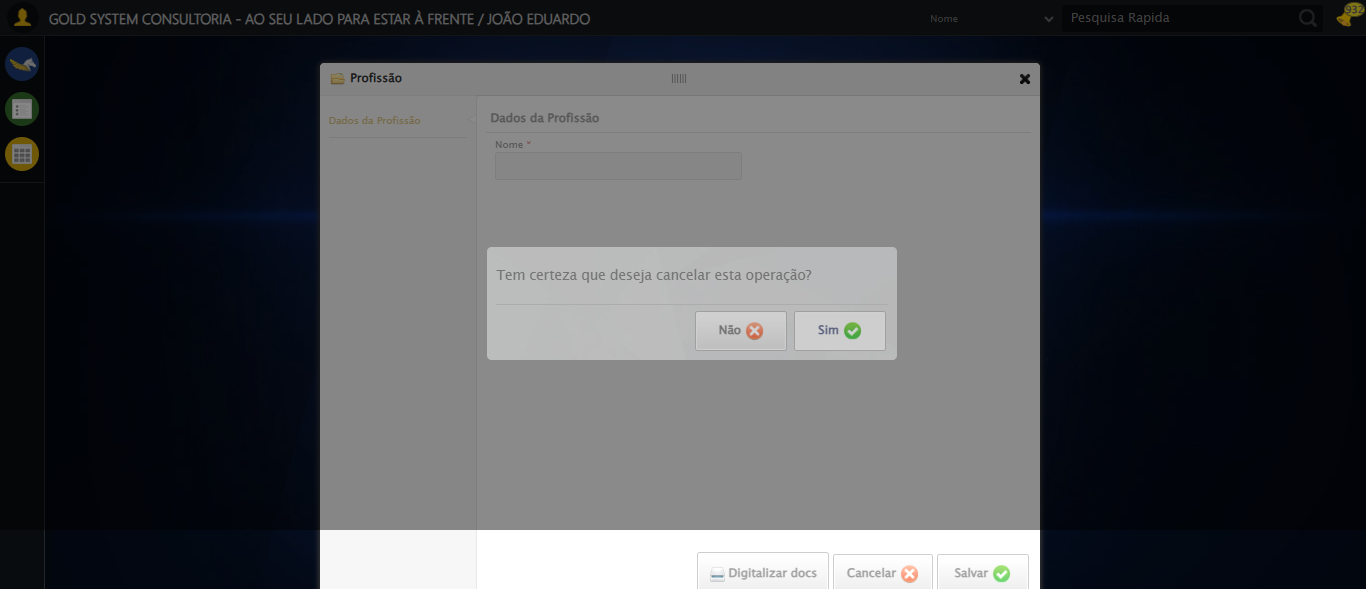 GOLD SYSTEM CONSULTORIA - AO SEU LADO PARA ESTAR À FRENTE / JOÃO EDUARDO
Nome
Pesquisa Rapida
932
Profissão
Dados da Profissão
Dados da Profissão
Nome *
Tem certeza que deseja cancelar esta operação?
Não
Sim
Digitalizar docs
Cancelar
Salvar